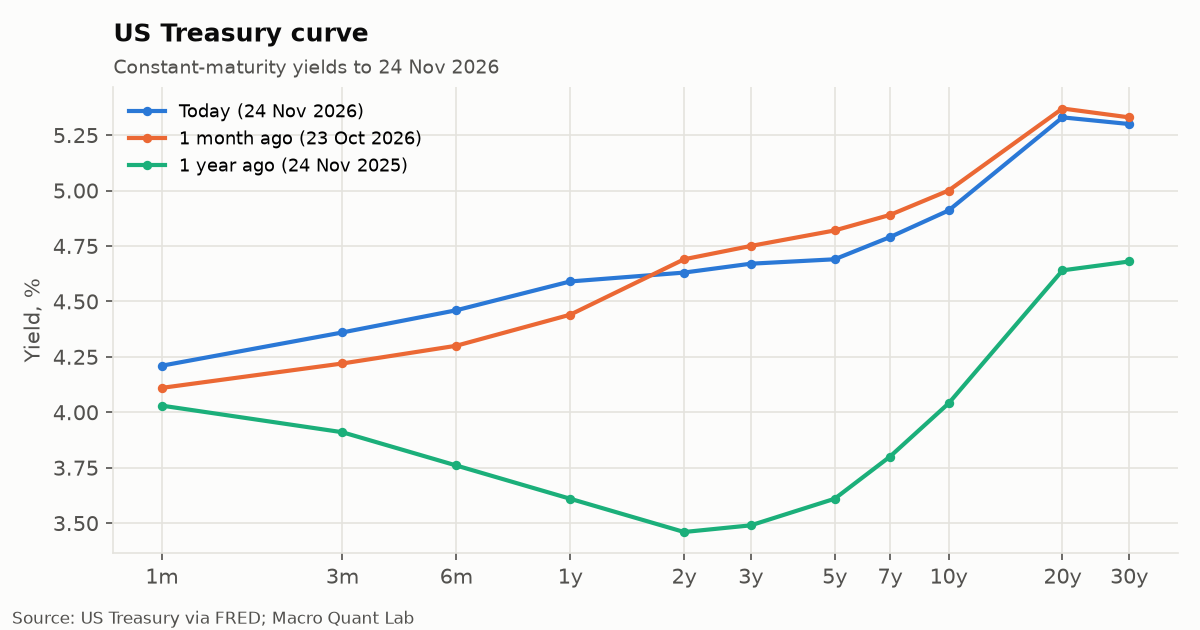 US Treasury curve
Constant-maturity yields to 24 Nov 2026
Today (24 Nov 2026)
1 month ago (23 Oct 2026)
1 year ago (24 Nov 2025)
Yield, %
5.25
5.00
4.75
4.50
4.25
4.00
3.75
3.50
1m 3m 6m 1y 2y 3y 5y 7y 10y 20y 30y
Source: US Treasury via FRED; Macro Quant Lab